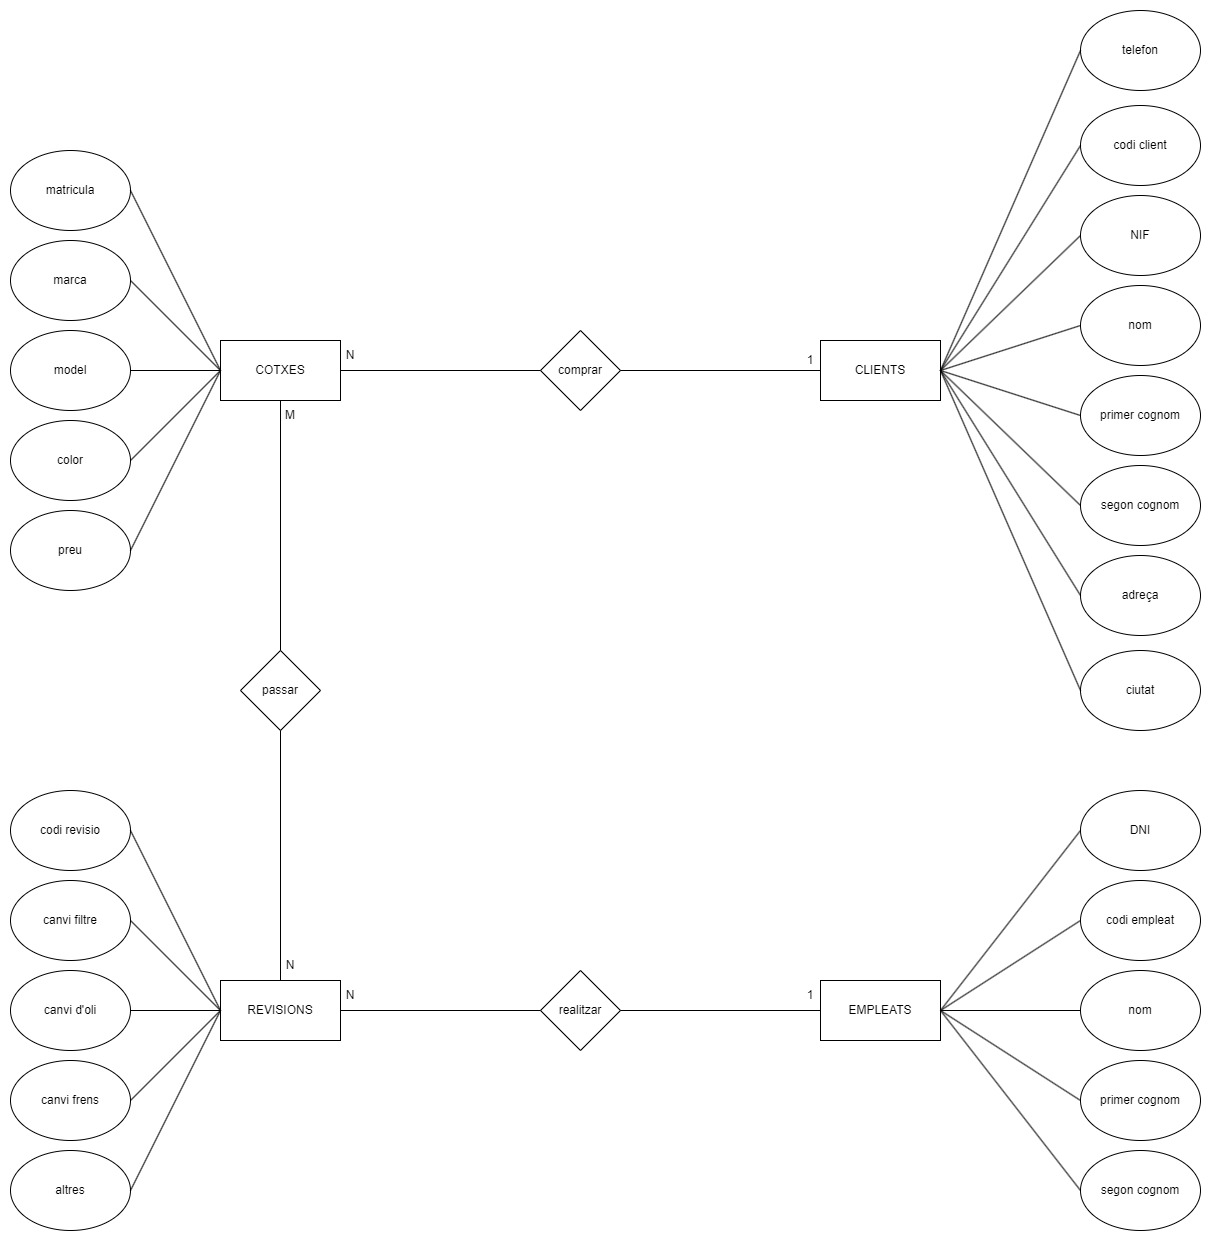 telefon
codi client
NIF
nom
primer cognom
segon cognom
adreça
ciutat
matricula
marca
model
color
preu
COTXES
N
comprar
1
CLIENTS
M
passar
N
codi revisio
canvi filtre
canvi d'oli
canvi frens
altres
REVISIONS
N
realitzar
1
EMPLEATS
DNI
codi empleat
nom
primer cognom
segon cognom